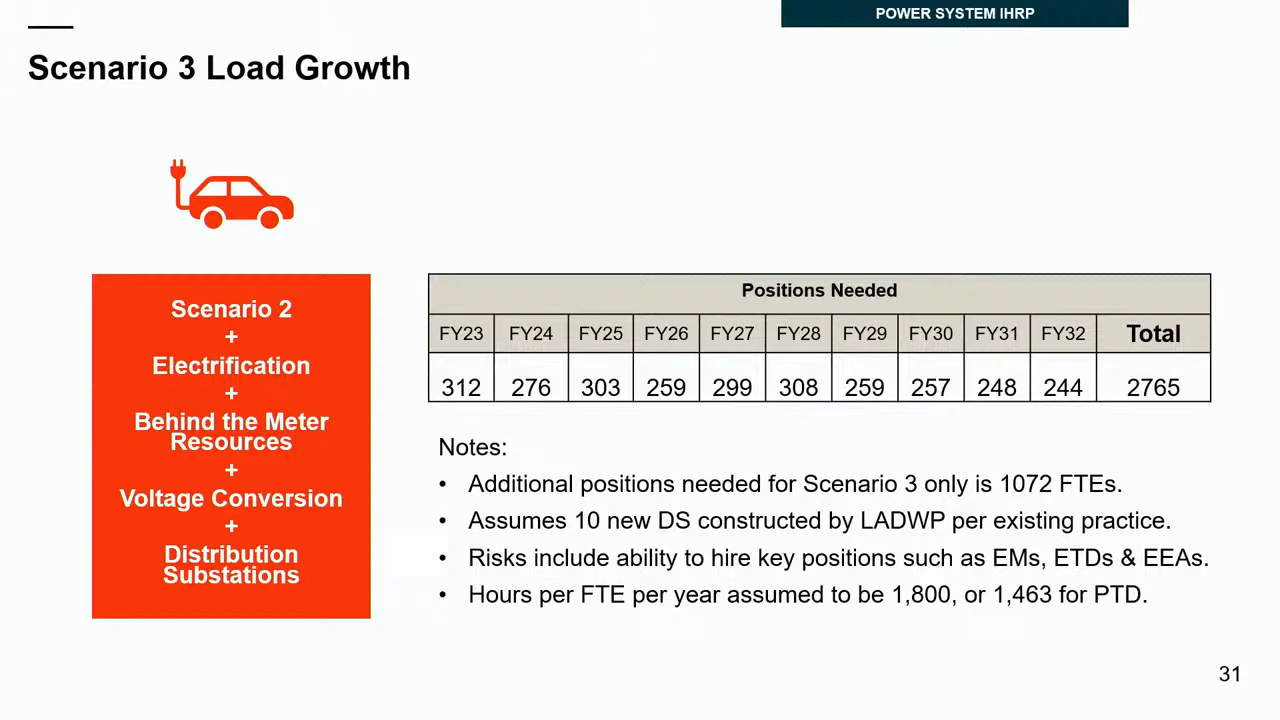 POWER SYSTEM IHRP
Scenario 3 Load Growth
Scenario 2
+
Electrification
+
Behind the Meter
Resources
+
Voltage Conversion
+
Distribution
Substations
Positions Needed
FY23 FY24 FY25 FY26 FY27 FY28 FY29 FY30 FY31 FY32 Total
312 276 303 259 299 308 259 257 248 244 2765
Notes:
• Additional positions needed for Scenario 3 only is 1072 FTEs.
• Assumes 10 new DS constructed by LADWP per existing practice.
• Risks include ability to hire key positions such as EMs, ETDs & EEAs.
• Hours per FTE per year assumed to be 1,800, or 1,463 for PTD.
31